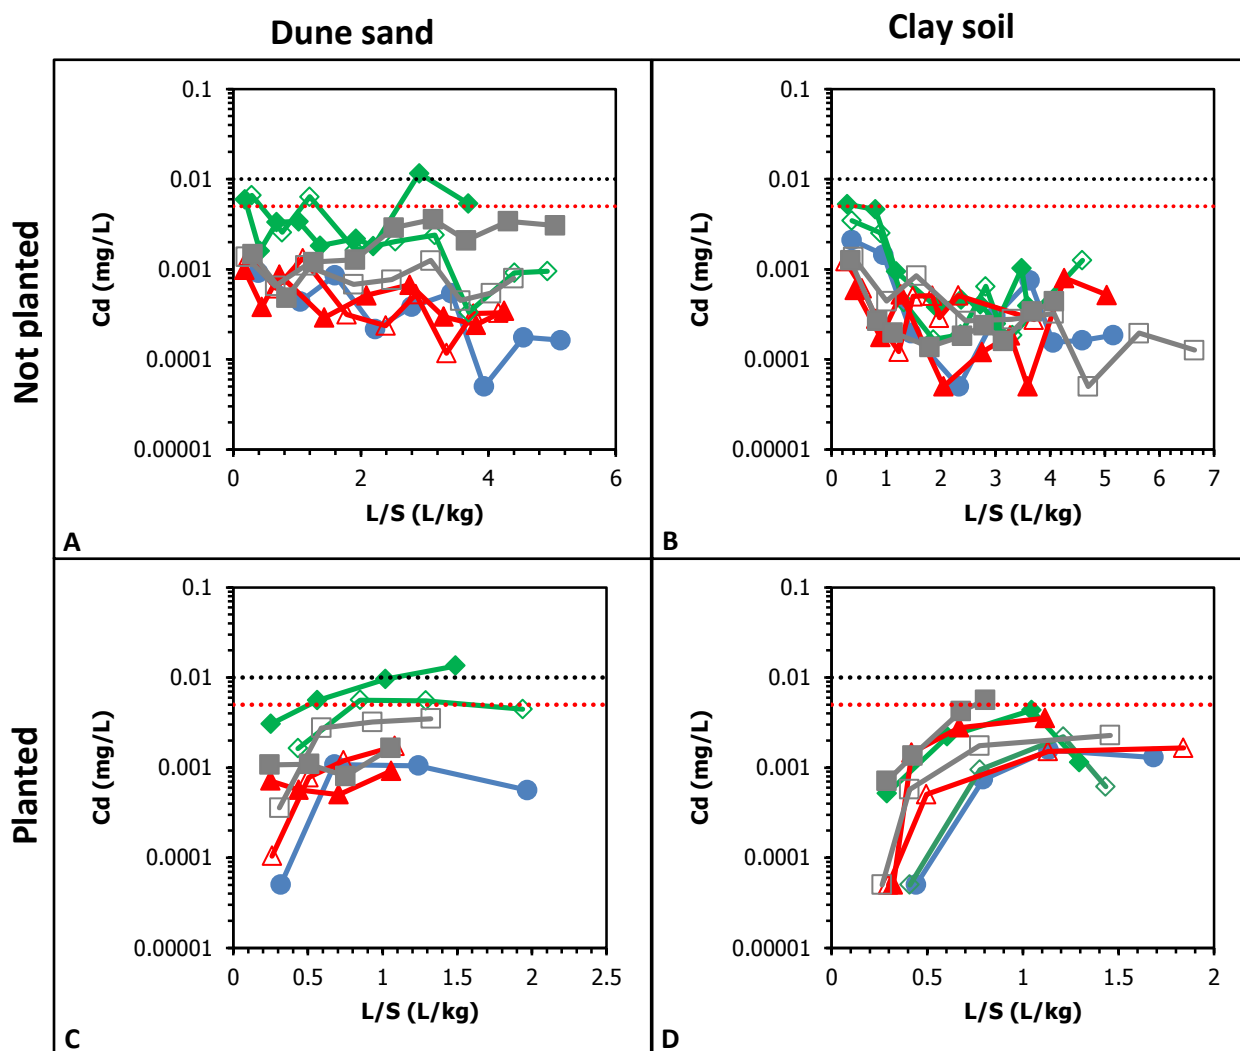 Dune sand
Clay soil
Not planted
Planted
0.1
0.01
0.001
0.0001
0.00001
Cd (mg/L)
0 2 4 6
L/S (L/kg)
A
0.1
0.01
0.001
0.0001
0.00001
Cd (mg/L)
0 1 2 3 4 5 6 7
L/S (L/kg)
B
0.1
0.01
0.001
0.0001
0.00001
Cd (mg/L)
0 0.5 1 1.5 2 2.5
L/S (L/kg)
C
0.1
0.01
0.001
0.0001
0.00001
Cd (mg/L)
0 0.5 1 1.5 2
L/S (L/kg)
D